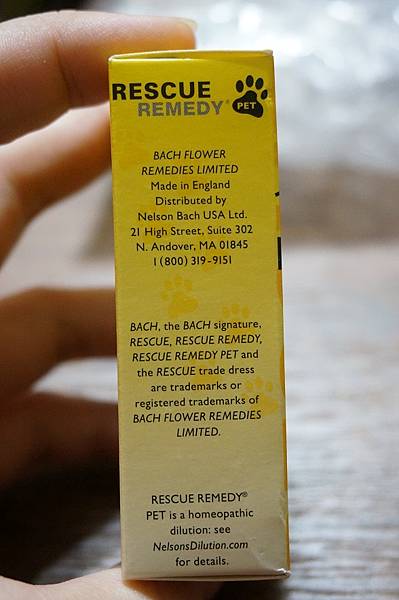 RESCUE
REMEDY®
PET
BACH FLOWER
REMEDIES LIMITED
Made in England
Distributed by
Nelson Bach USA Ltd.
21 High Street, Suite 302
N. Andover, MA 01845
1 (800) 319-9151
BACH, the BACH signature,
RESCUE, RESCUE REMEDY,
RESCUE REMEDY PET and
the RESCUE trade dress
are trademarks or
registered trademarks of
BACH FLOWER REMEDIES
LIMITED.
RESCUE REMEDY®
PET is a homeopathic
dilution: see
NelsonsDilution.com
for details.